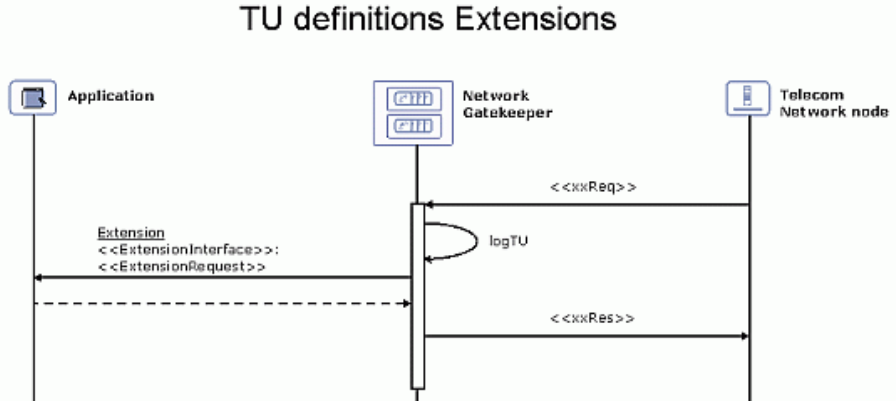 TU definitions Extensions
Application
Network
Gatekeeper
Telecom
Network node
<<xxReq>>
Extension
<<ExtensionInterface>>:
<<ExtensionRequest>>
logTU
<<xxRes>>